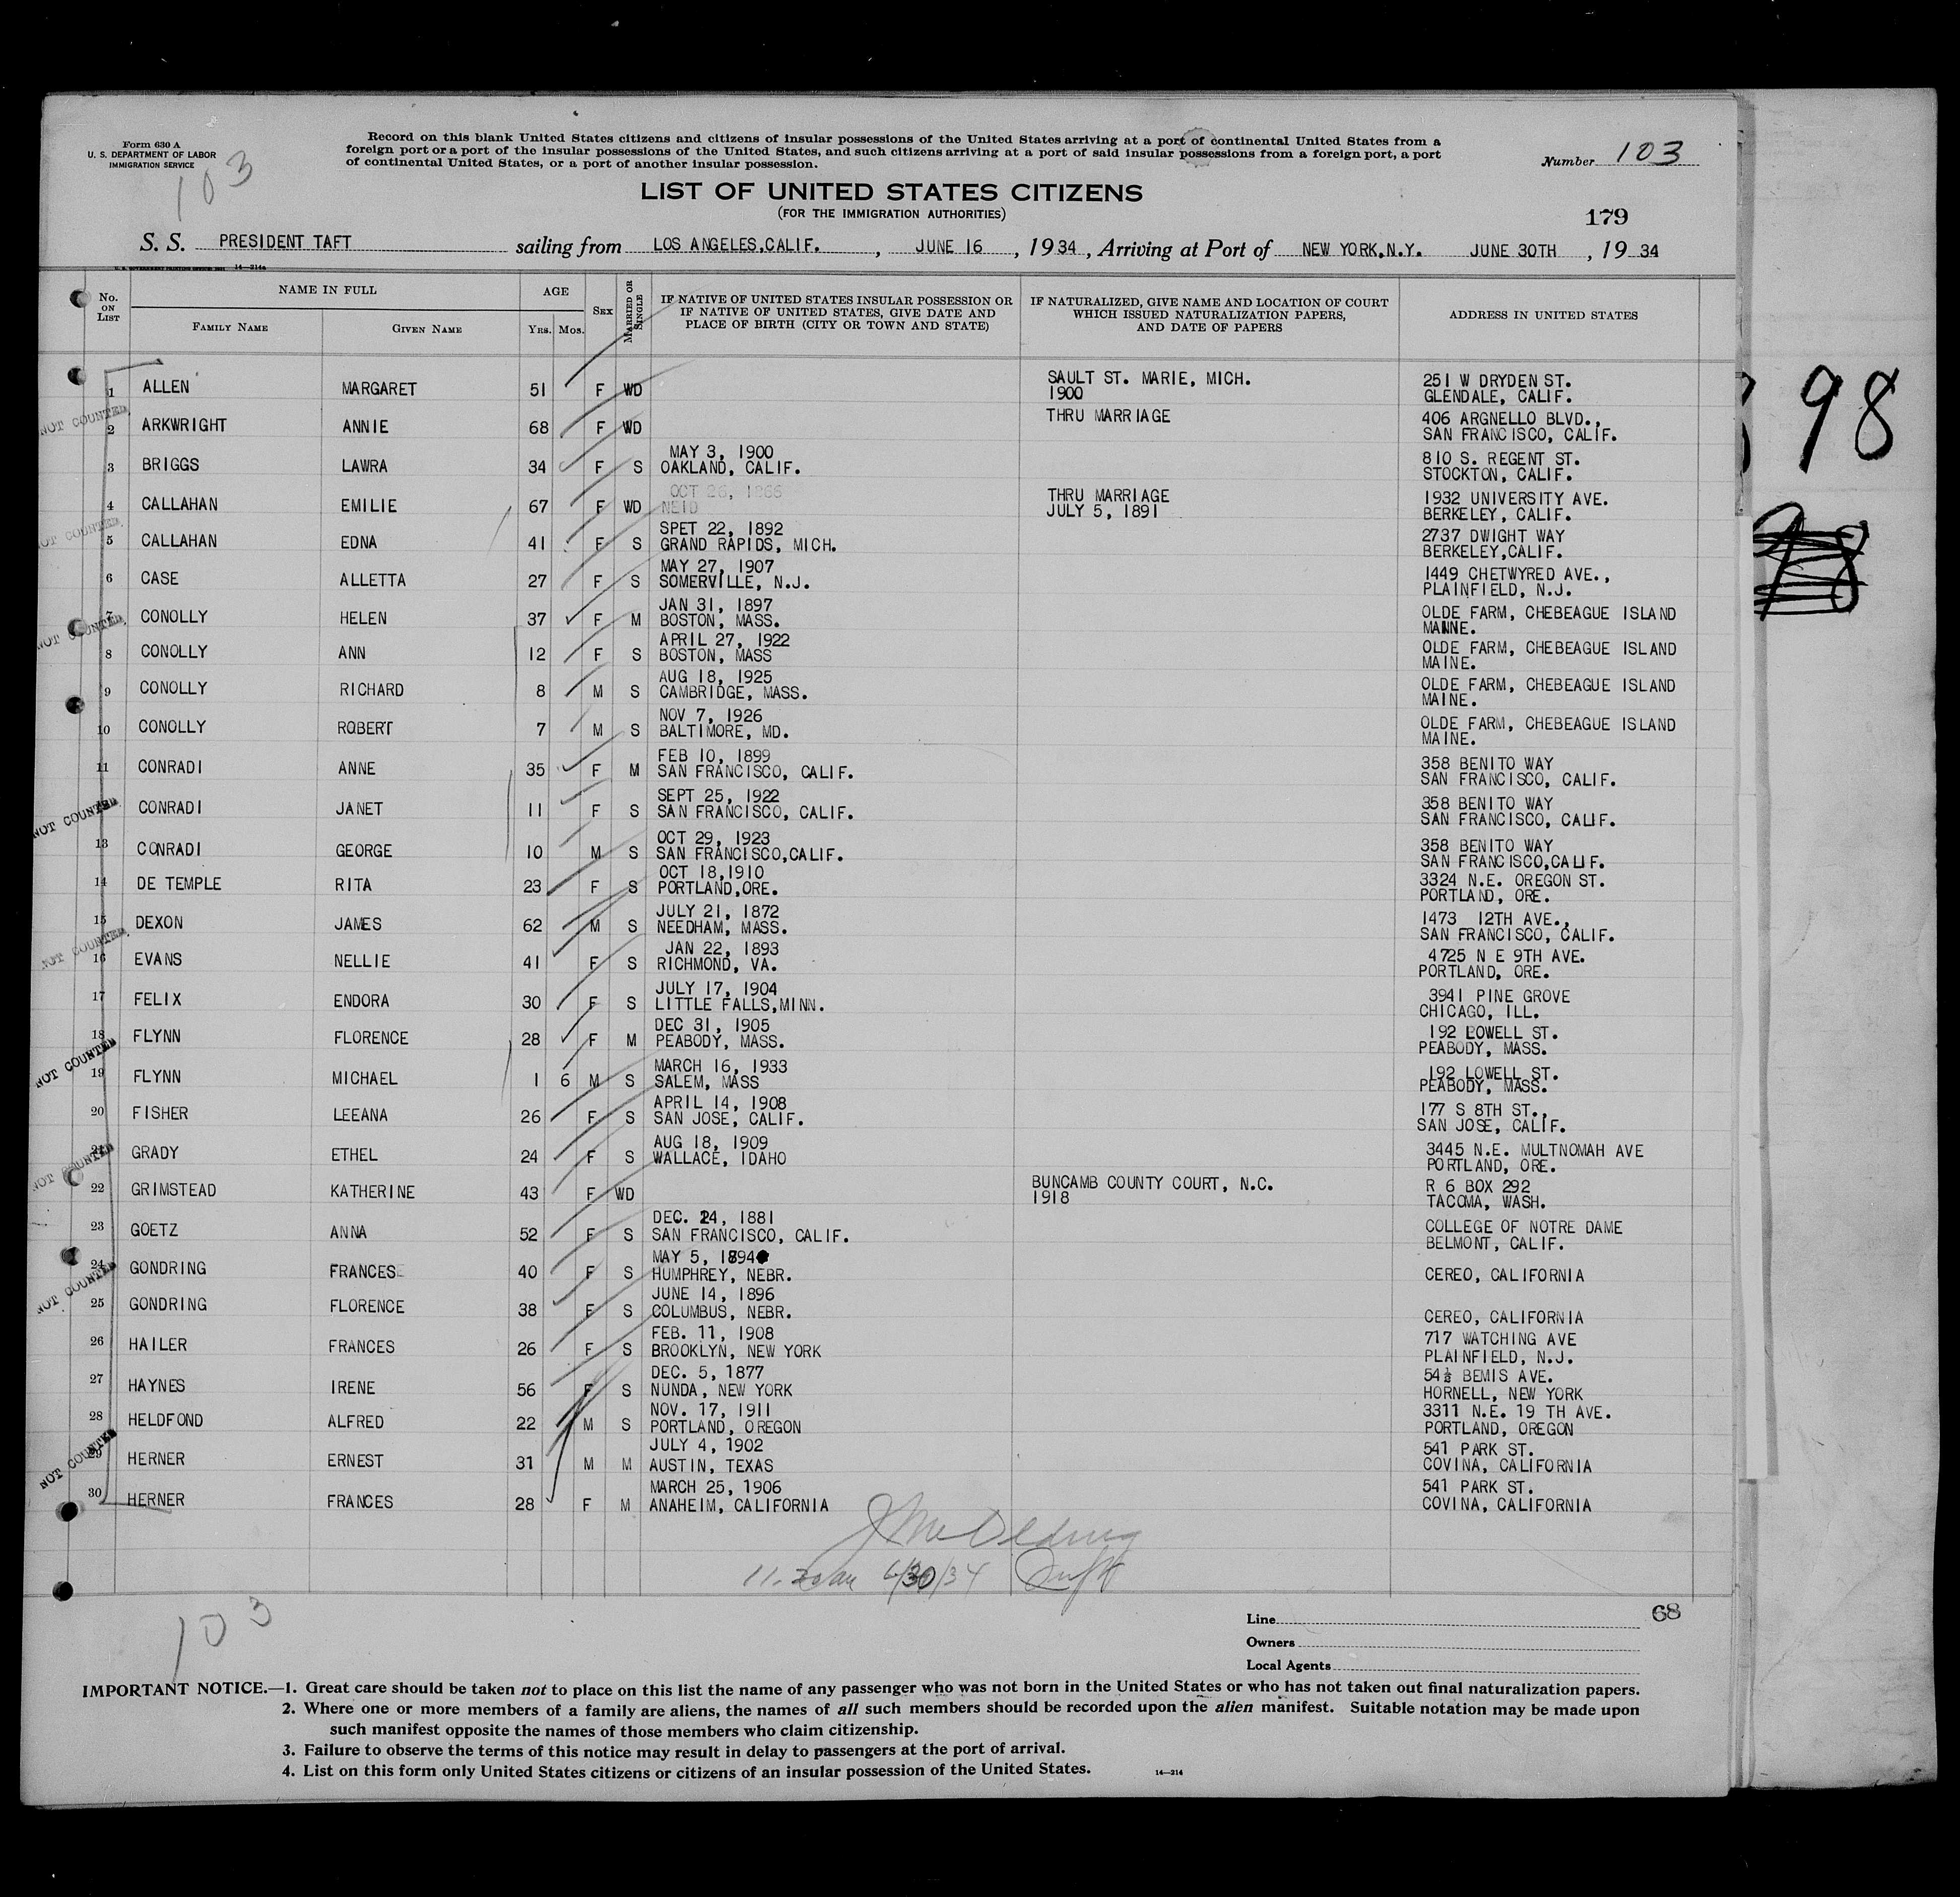 Form 630 A
U. S. DEPARTMENT OF LABOR
IMMIGRATION SERVICE
103
Record on this blank United States citizens and citizens of insular possessions of the United States arriving at a port of continental United States from a
foreign port or a port of the insular possessions of the United States, and such citizens arriving at a port of said insular possessions from a foreign port, a port
of continental United States, or a port of another insular possession.
Number 103
LIST OF UNITED STATES CITIZENS
(FOR THE IMMIGRATION AUTHORITIES)
179
S. S. PRESIDENT TAFT sailing from LOS ANGELES,CALIF. , JUNE 16 , 1934 , Arriving at Port of NEW YORK,N.Y. JUNE 30TH , 1934
No. ON LIST
NAME IN FULL
FAMILY NAME GIVEN NAME
AGE
YRS. MOS.
SEX
MARRIED OR SINGLE
IF NATIVE OF UNITED STATES INSULAR POSSESSION OR
IF NATIVE OF UNITED STATES, GIVE DATE AND
PLACE OF BIRTH (CITY OR TOWN AND STATE)
IF NATURALIZED, GIVE NAME AND LOCATION OF COURT
WHICH ISSUED NATURALIZATION PAPERS,
AND DATE OF PAPERS
ADDRESS IN UNITED STATES
98
SAULT ST. MARIE, MICH. 251 W DRYDEN ST.
1 ALLEN MARGARET 51 F WD 1900 GLENDALE, CALIF.
NOT COUNTED
THRU MARRIAGE 406 ARGNELLO BLVD.,
2 ARKWRIGHT ANNIE 68 F WD SAN FRANCISCO, CALIF.
MAY 3, 1900 810 S. REGENT ST.
3 BRIGGS LAWRA 34 F S OAKLAND, CALIF. STOCKTON, CALIF.
OCT 26, 1866 THRU MARRIAGE 1932 UNIVERSITY AVE.
4 CALLAHAN EMILIE 67 F WD NEID JULY 5, 1891 BERKELEY, CALIF.
NOT COUNTED
SPET 22, 1892 2737 DWIGHT WAY
5 CALLAHAN EDNA 41 F S GRAND RAPIDS, MICH. BERKELEY,CALIF.
MAY 27, 1907 1449 CHETWYRED AVE.,
6 CASE ALLETTA 27 F S SOMERVILLE, N.J. PLAINFIELD, N.J.
JAN 31, 1897 OLDE FARM, CHEBEAGUE ISLAND
7 CONOLLY HELEN 37 F M BOSTON, MASS. MAINE.
NOT COUNTED
APRIL 27, 1922 OLDE FARM, CHEBEAGUE ISLAND
8 CONOLLY ANN 12 F S BOSTON, MASS MAINE.
AUG 18, 1925 OLDE FARM, CHEBEAGUE ISLAND
9 CONOLLY RICHARD 8 M S CAMBRIDGE, MASS. MAINE.
NOV 7, 1926 OLDE FARM, CHEBEAGUE ISLAND
10 CONOLLY ROBERT 7 M S BALTIMORE, MD. MAINE.
FEB 10, 1899 358 BENITO WAY
11 CONRADI ANNE 35 F M SAN FRANCISCO, CALIF. SAN FRANCISCO, CALIF.
SEPT 25, 1922 358 BENITO WAY
NOT COUNTED CONRADI JANET 11 F S SAN FRANCISCO, CALIF. SAN FRANCISCO, CALIF.
OCT 29, 1923 358 BENITO WAY
13 CONRADI GEORGE 10 M S SAN FRANCISCO,CALIF. SAN FRANCISCO,CALIF.
OCT 18,1910 3324 N.E. OREGON ST.
14 DE TEMPLE RITA 23 F S PORTLAND,ORE. PORTLAND, ORE.
JULY 21, 1872 1473 12TH AVE.,
15 DEXON JAMES 62 M S NEEDHAM, MASS. SAN FRANCISCO, CALIF.
NOT COUNTED
JAN 22, 1893 4725 N E 9TH AVE.
16 EVANS NELLIE 41 F S RICHMOND, VA. PORTLAND, ORE.
JULY 17, 1904 3941 PINE GROVE
17 FELIX ENDORA 30 F S LITTLE FALLS,MINN. CHICAGO, ILL.
DEC 31, 1905 192 LOWELL ST.
18 FLYNN FLORENCE 28 F M PEABODY, MASS. PEABODY, MASS.
NOT COUNTED
MARCH 16, 1933 192 LOWELL ST.
19 FLYNN MICHAEL 1 6 M S SALEM, MASS PEABODY, MASS.
APRIL 14, 1908 177 S 8TH ST.,
20 FISHER LEEANA 26 F S SAN JOSE, CALIF. SAN JOSE, CALIF.
AUG 18, 1909 3445 N.E. MULTNOMAH AVE
21 GRADY ETHEL 24 F S WALLACE, IDAHO PORTLAND, ORE.
NOT COUNTED
BUNCAMB COUNTY COURT, N.C. R 6 BOX 292
22 GRIMSTEAD KATHERINE 43 F WD 1918 TACOMA, WASH.
DEC. 24, 1881 COLLEGE OF NOTRE DAME
23 GOETZ ANNA 52 F S SAN FRANCISCO, CALIF. BELMONT, CALIF.
MAY 5, 1894
24 GONDRING FRANCES 40 F S HUMPHREY, NEBR. CEREO, CALIFORNIA
NOT COUNTED
JUNE 14, 1896
25 GONDRING FLORENCE 38 F S COLUMBUS, NEBR. CEREO, CALIFORNIA
FEB. 11, 1908 717 WATCHING AVE
26 HAILER FRANCES 26 F S BROOKLYN, NEW YORK PLAINFIELD, N.J.
DEC. 5, 1877 54½ BEMIS AVE.
27 HAYNES IRENE 56 F S NUNDA, NEW YORK HORNELL, NEW YORK
NOV. 17, 1911 3311 N.E. 19 TH AVE.
28 HELDFOND ALFRED 22 M S PORTLAND, OREGON PORTLAND, OREGON
JULY 4, 1902 541 PARK ST.
29 HERNER ERNEST 31 M M AUSTIN, TEXAS COVINA, CALIFORNIA
NOT COUNTED
MARCH 25, 1906 541 PARK ST.
30 HERNER FRANCES 28 F M ANAHEIM, CALIFORNIA COVINA, CALIFORNIA
6/30/34
103
68
Line
Owners
Local Agents
IMPORTANT NOTICE.—1. Great care should be taken not to place on this list the name of any passenger who was not born in the United States or who has not taken out final naturalization papers.
2. Where one or more members of a family are aliens, the names of all such members should be recorded upon the alien manifest. Suitable notation may be made upon
such manifest opposite the names of those members who claim citizenship.
3. Failure to observe the terms of this notice may result in delay to passengers at the port of arrival.
4. List on this form only United States citizens or citizens of an insular possession of the United States.
14—214